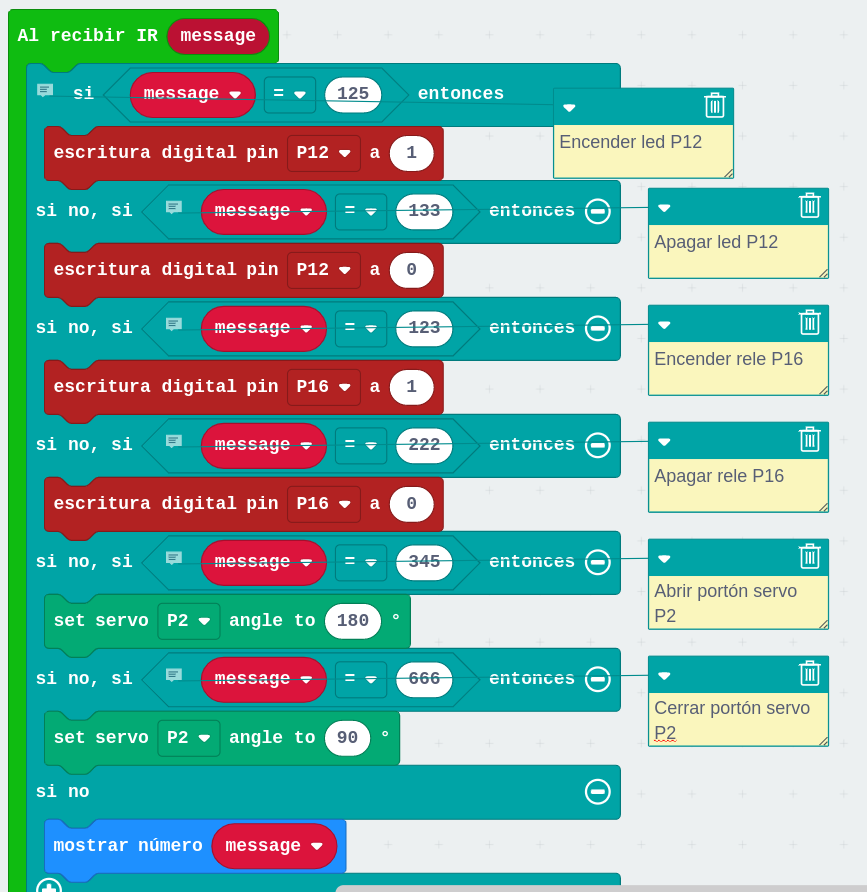 Al recibir IR message
si message = 125 entonces
Encender led P12
escritura digital pin P12 a 1
si no, si message = 133 entonces
Apagar led P12
escritura digital pin P12 a 0
si no, si message = 123 entonces
Encender rele P16
escritura digital pin P16 a 1
si no, si message = 222 entonces
Apagar rele P16
escritura digital pin P16 a 0
si no, si message = 345 entonces
Abrir portón servo
P2
set servo P2 angle to 180 °
si no, si message = 666 entonces
Cerrar portón servo
P2
set servo P2 angle to 90 °
si no
mostrar número message